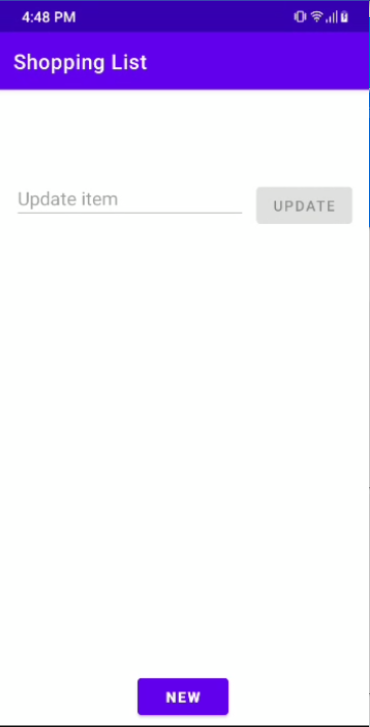 4:48 PM
Shopping List
Update item
UPDATE
NEW